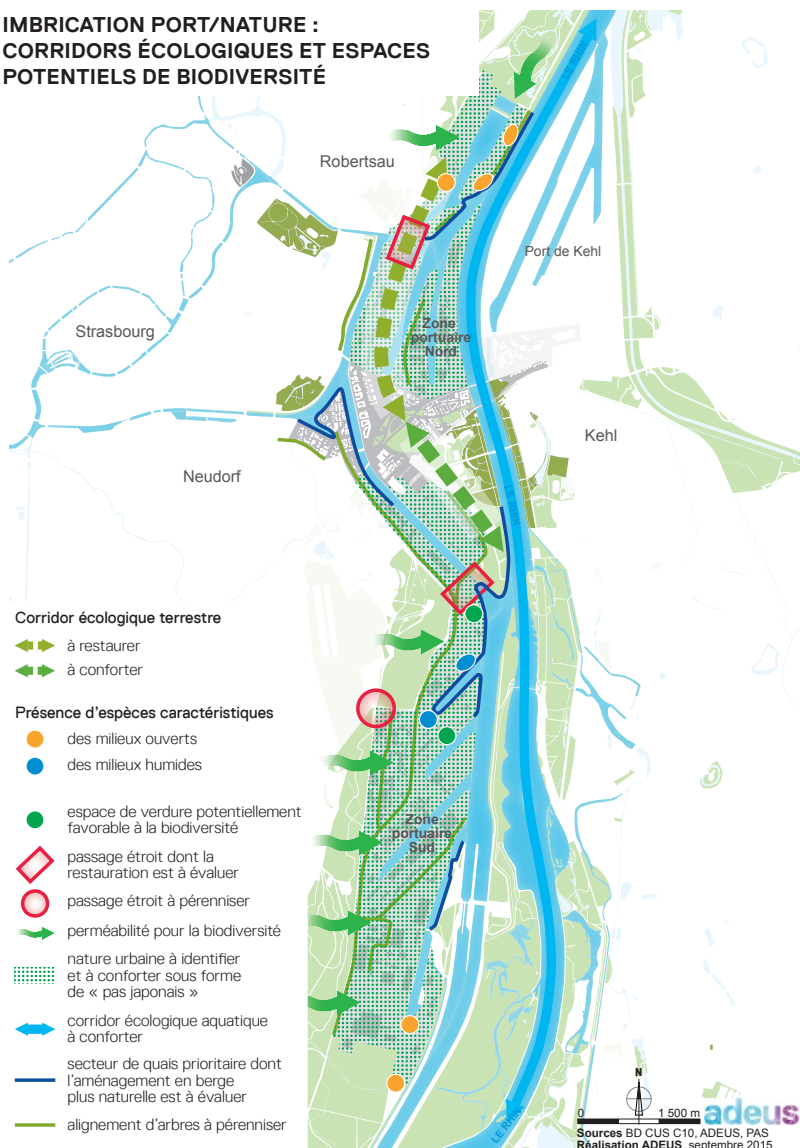 IMBRICATION PORT/NATURE :
CORRIDORS ÉCOLOGIQUES ET ESPACES
POTENTIELS DE BIODIVERSITÉ
LE RHIN
Robertsau
Port de Kehl
Strasbourg
Zone
portuaire
Nord
Kehl
Neudorf
LE RHIN
Corridor écologique terrestre
à restaurer
à conforter
Présence d'espèces caractéristiques
des milieux ouverts
des milieux humides
espace de verdure potentiellement
favorable à la biodiversité
passage étroit dont la
restauration est à évaluer
passage étroit à pérenniser
perméabilité pour la biodiversité
nature urbaine à identifier
et à conforter sous forme
de « pas japonais »
corridor écologique aquatique
à conforter
secteur de quais prioritaire dont
l'aménagement en berge
plus naturelle est à évaluer
alignement d'arbres à pérenniser
Zone
portuaire
Sud
LE RHIN
N
0 1 500 m
adeus
Sources BD CUS C10, ADEUS, PAS
Réalisation ADEUS, septembre 2015